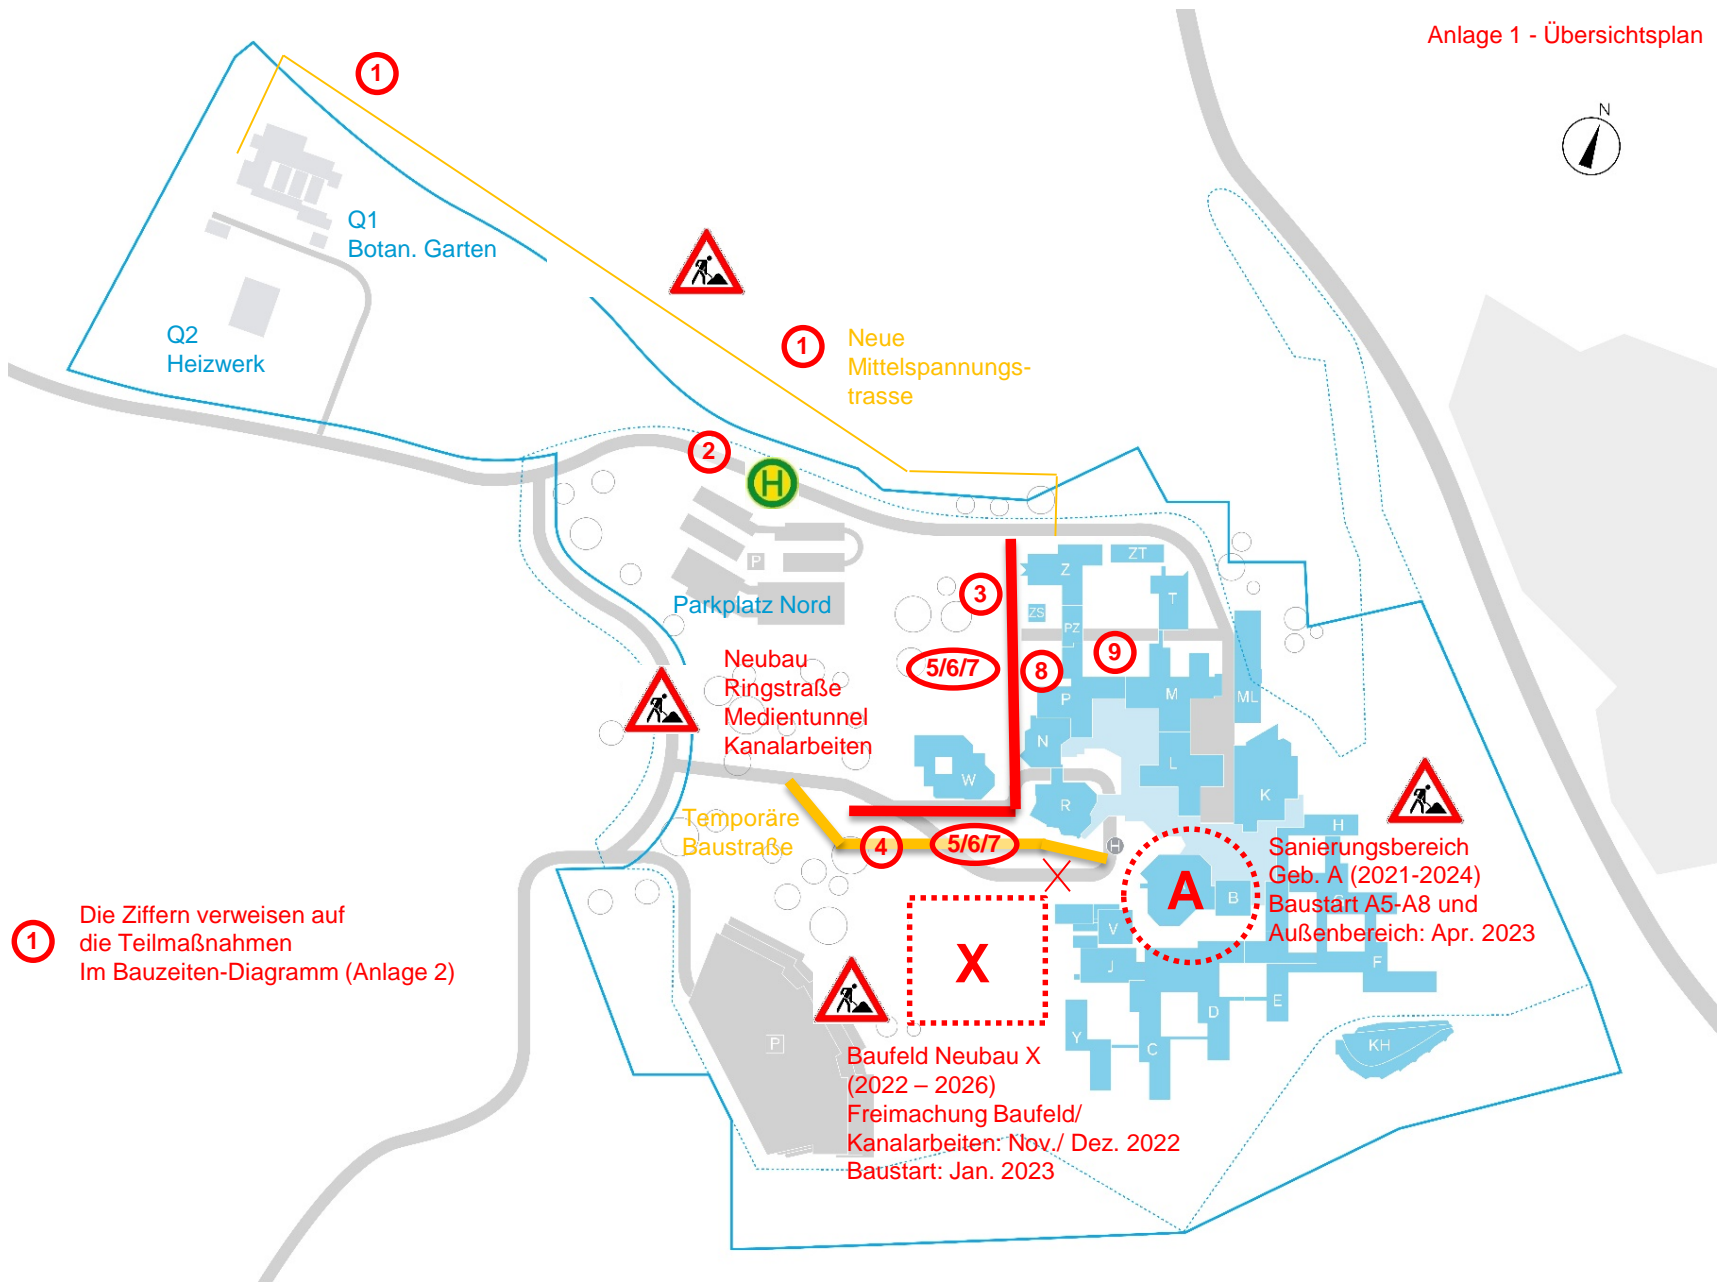 Anlage 1 - Übersichtsplan
N
1
Q1
Botan. Garten
Q2
Heizwerk
1
Neue
Mittelspannungs-
trasse
2
H
P
Parkplatz Nord
3
Z
ZT
T
ZS
PZ
5/6/7
8
9
P
M
ML
N
L
W
R
K
H
Neubau
Ringstraße
Medientunnel
Kanalarbeiten
Temporäre
Baustraße
4
5/6/7
H
A
B
V
J
F
E
D
Y
C
KH
Sanierungsbereich
Geb. A (2021-2024)
Baustart A5-A8 und
Außenbereich: Apr. 2023
X
P
Baufeld Neubau X
(2022 – 2026)
Freimachung Baufeld/
Kanalarbeiten: Nov./ Dez. 2022
Baustart: Jan. 2023
1
Die Ziffern verweisen auf
die Teilmaßnahmen
Im Bauzeiten-Diagramm (Anlage 2)